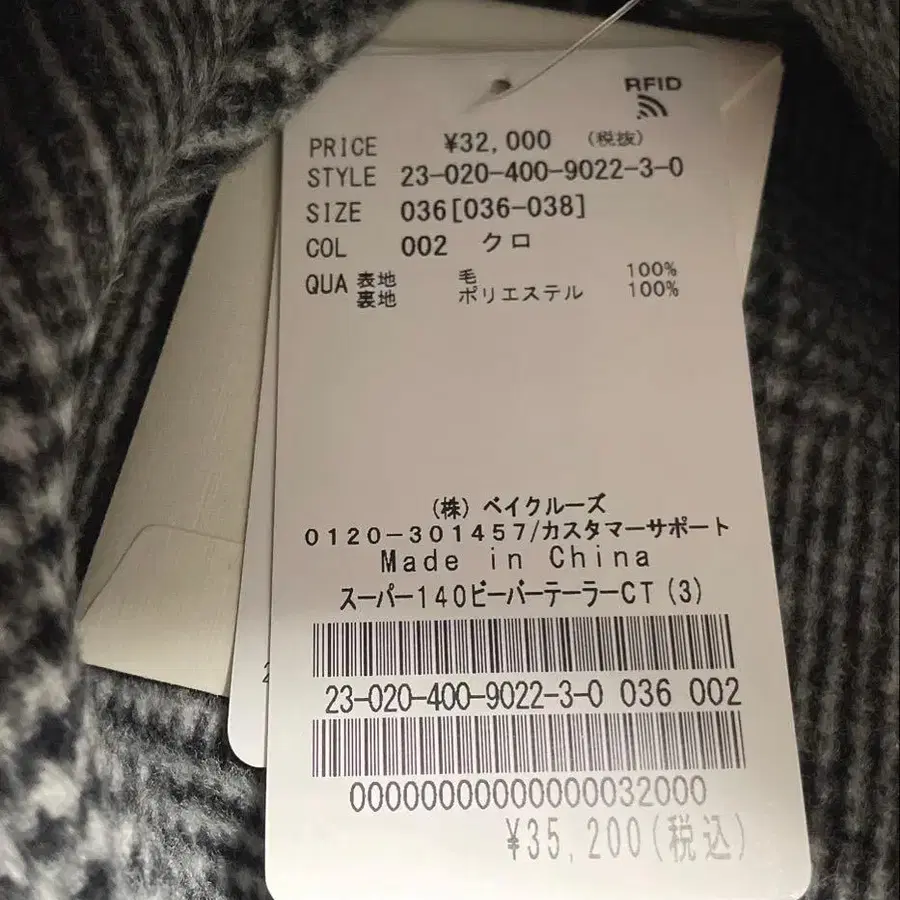 RFID
PRICE ¥32,000 (税抜)
STYLE 23-020-400-9022-3-0
SIZE 036[036-038]
COL 002 クロ
QUA 表地 毛 100%
裏地 ポリエステル 100%
(株) ベイクルーズ
0120-301457/カスタマーサポート
Made in China
スーパー140ビーバーテーラーCT(3)
23-020-400-9022-3-0 036 002
00000000000000032000
¥35,200(税込)